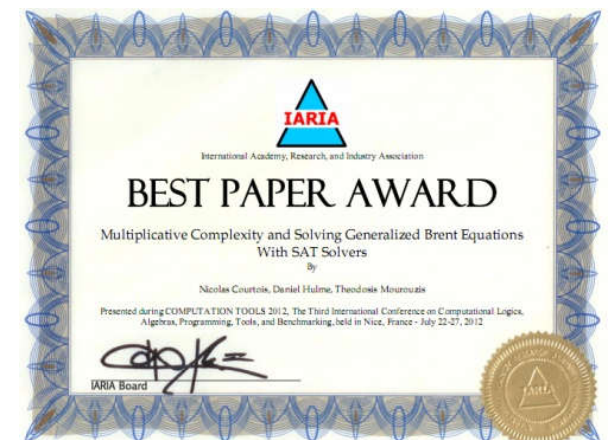 IARIA
International Academy, Research, and Industry Association
BEST PAPER AWARD
Multiplicative Complexity and Solving Generalized Brent Equations
With SAT Solvers
By
Nicolas Courtois, Daniel Hulme, Theodosis Mourouzis
Presented during COMPUTATION TOOLS 2012, The Third International Conference on Computational Logics,
Algebras, Programming, Tools, and Benchmarking, held in Nice, France - July 22-27, 2012
IARIA Board
IARIA